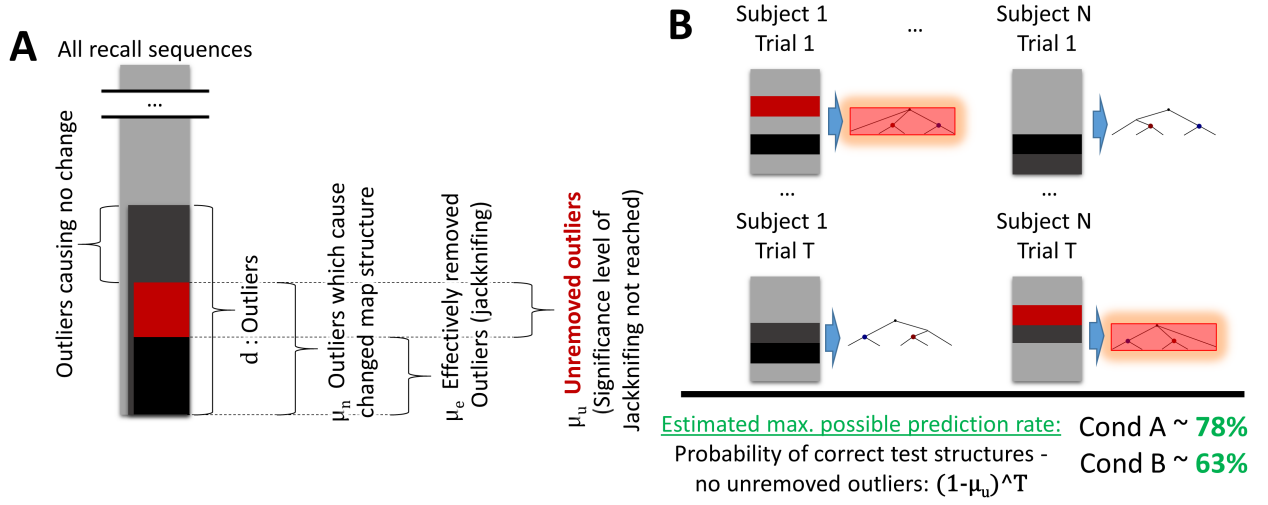 A
All recall sequences
...
Outliers causing no change
d : Outliers
μn Outliers which cause
changed map structure
μe Effectively removed
Outliers (jackknifing)
μu Unremoved outliers
(Significance level of
Jackknifing not reached)
B
Subject 1
Trial 1
...
Subject N
Trial 1
...
...
Subject 1
Trial T
Subject N
Trial T
Estimated max. possible prediction rate:
Probability of correct test structures -
no unremoved outliers: (1-μu)^T
Cond A ~ 78%
Cond B ~ 63%